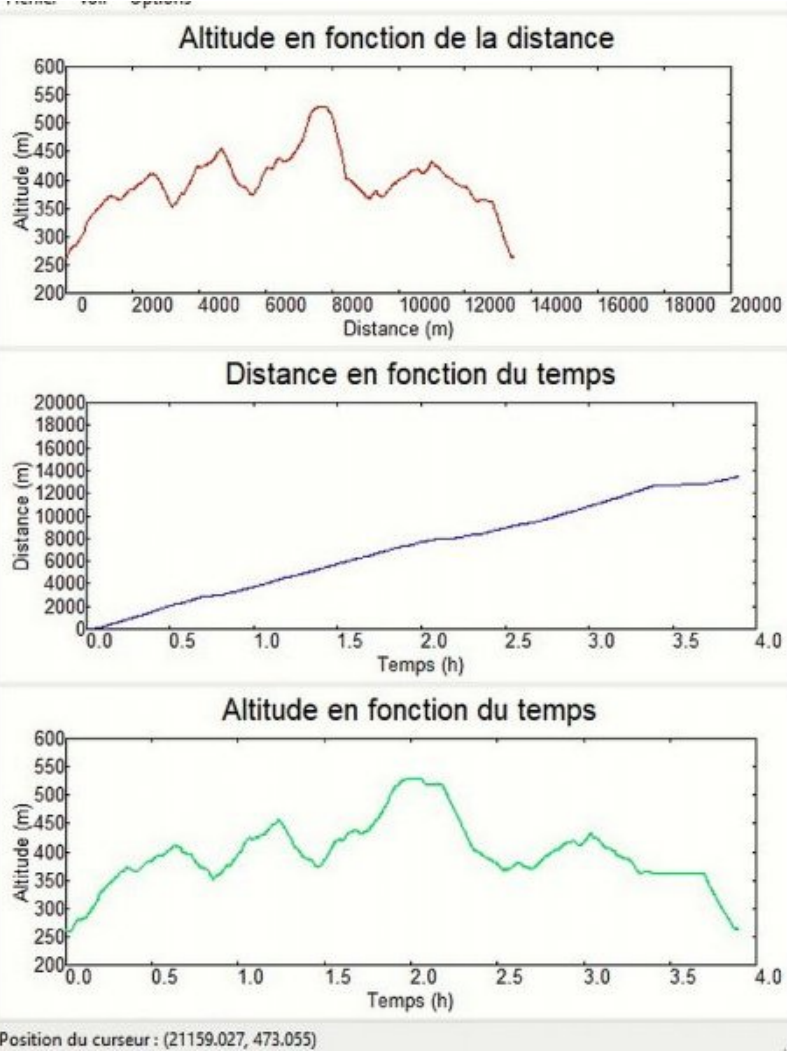 Altitude en fonction de la distance
600
550
500
450
400
350
300
250
200
Altitude (m)
0 2000 4000 6000 8000 10000 12000 14000 16000 18000 20000
Distance (m)
Distance en fonction du temps
20000
18000
16000
14000
12000
10000
8000
6000
4000
2000
0
Distance (m)
0.0 0.5 1.0 1.5 2.0 2.5 3.0 3.5 4.0
Temps (h)
Altitude en fonction du temps
600
550
500
450
400
350
300
250
200
Altitude (m)
0.0 0.5 1.0 1.5 2.0 2.5 3.0 3.5 4.0
Temps (h)
Position du curseur : (21159.027, 473.055)